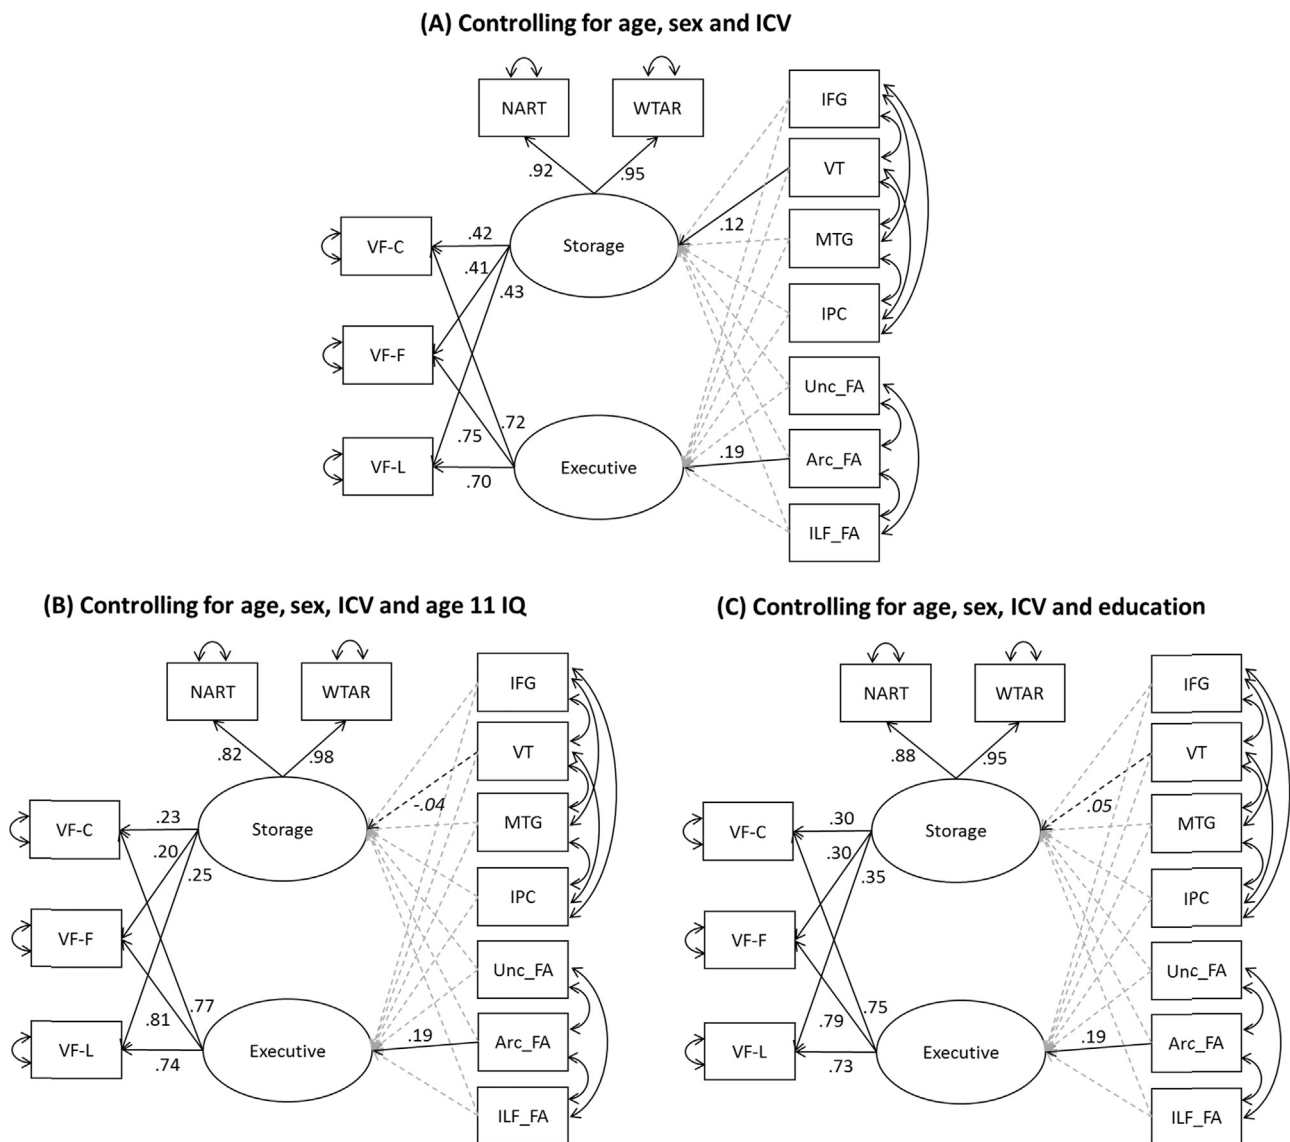 (A) Controlling for age, sex and ICV
NART
WTAR
IFG
VT
MTG
IPC
Unc_FA
Arc_FA
ILF_FA
.92
.95
.12
Storage
VF-C
VF-F
VF-L
.42
.41
.43
.72
.75
.70
Executive
.19
(B) Controlling for age, sex, ICV and age 11 IQ
NART
WTAR
IFG
VT
MTG
IPC
Unc_FA
Arc_FA
ILF_FA
.82
.98
-.04
Storage
VF-C
VF-F
VF-L
.23
.20
.25
.77
.81
.74
Executive
.19
(C) Controlling for age, sex, ICV and education
NART
WTAR
IFG
VT
MTG
IPC
Unc_FA
Arc_FA
ILF_FA
.88
.95
.05
Storage
VF-C
VF-F
VF-L
.30
.30
.35
.75
.79
.73
Executive
.19